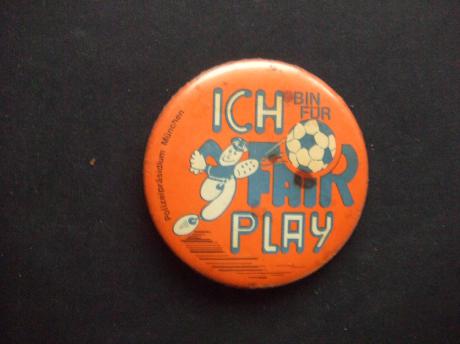 ICH
BIN
FÜR
FAIR
PLAY
Polizeipräsidium München